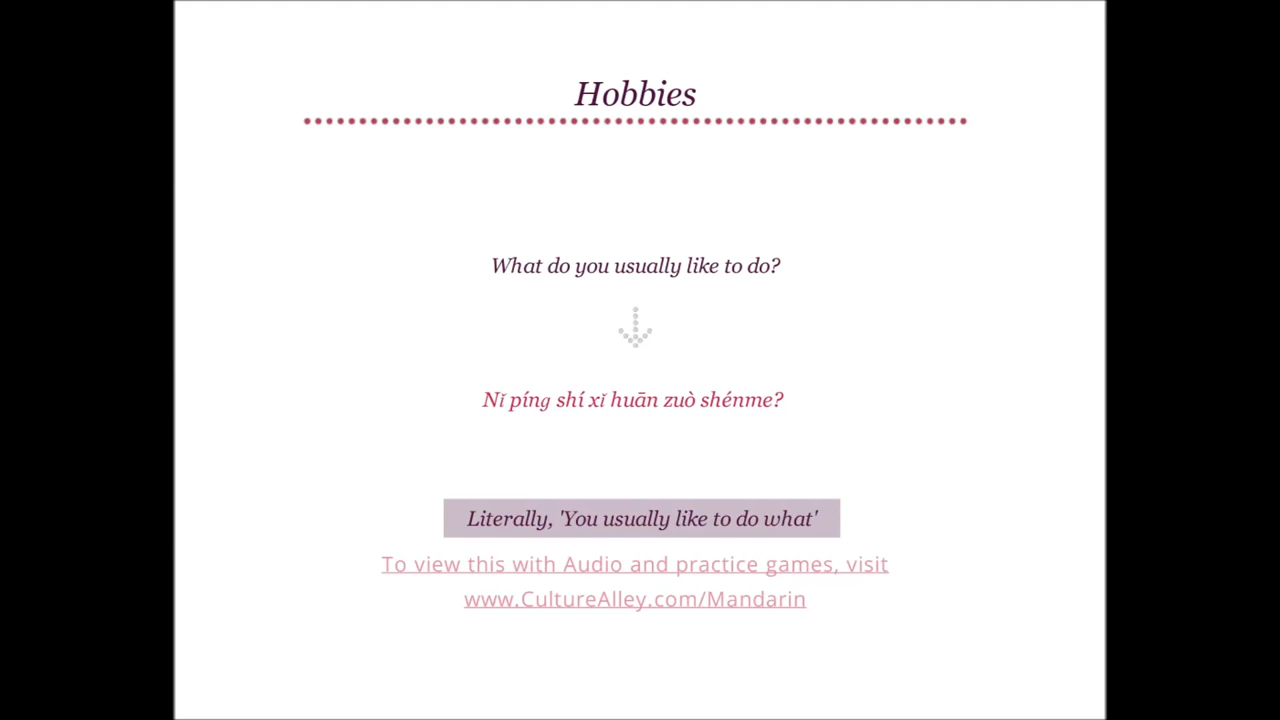 Hobbies
What do you usually like to do?
Nǐ píng shí xǐ huān zuò shénme?
Literally, 'You usually like to do what'
To view this with Audio and practice games, visit
www.CultureAlley.com/Mandarin